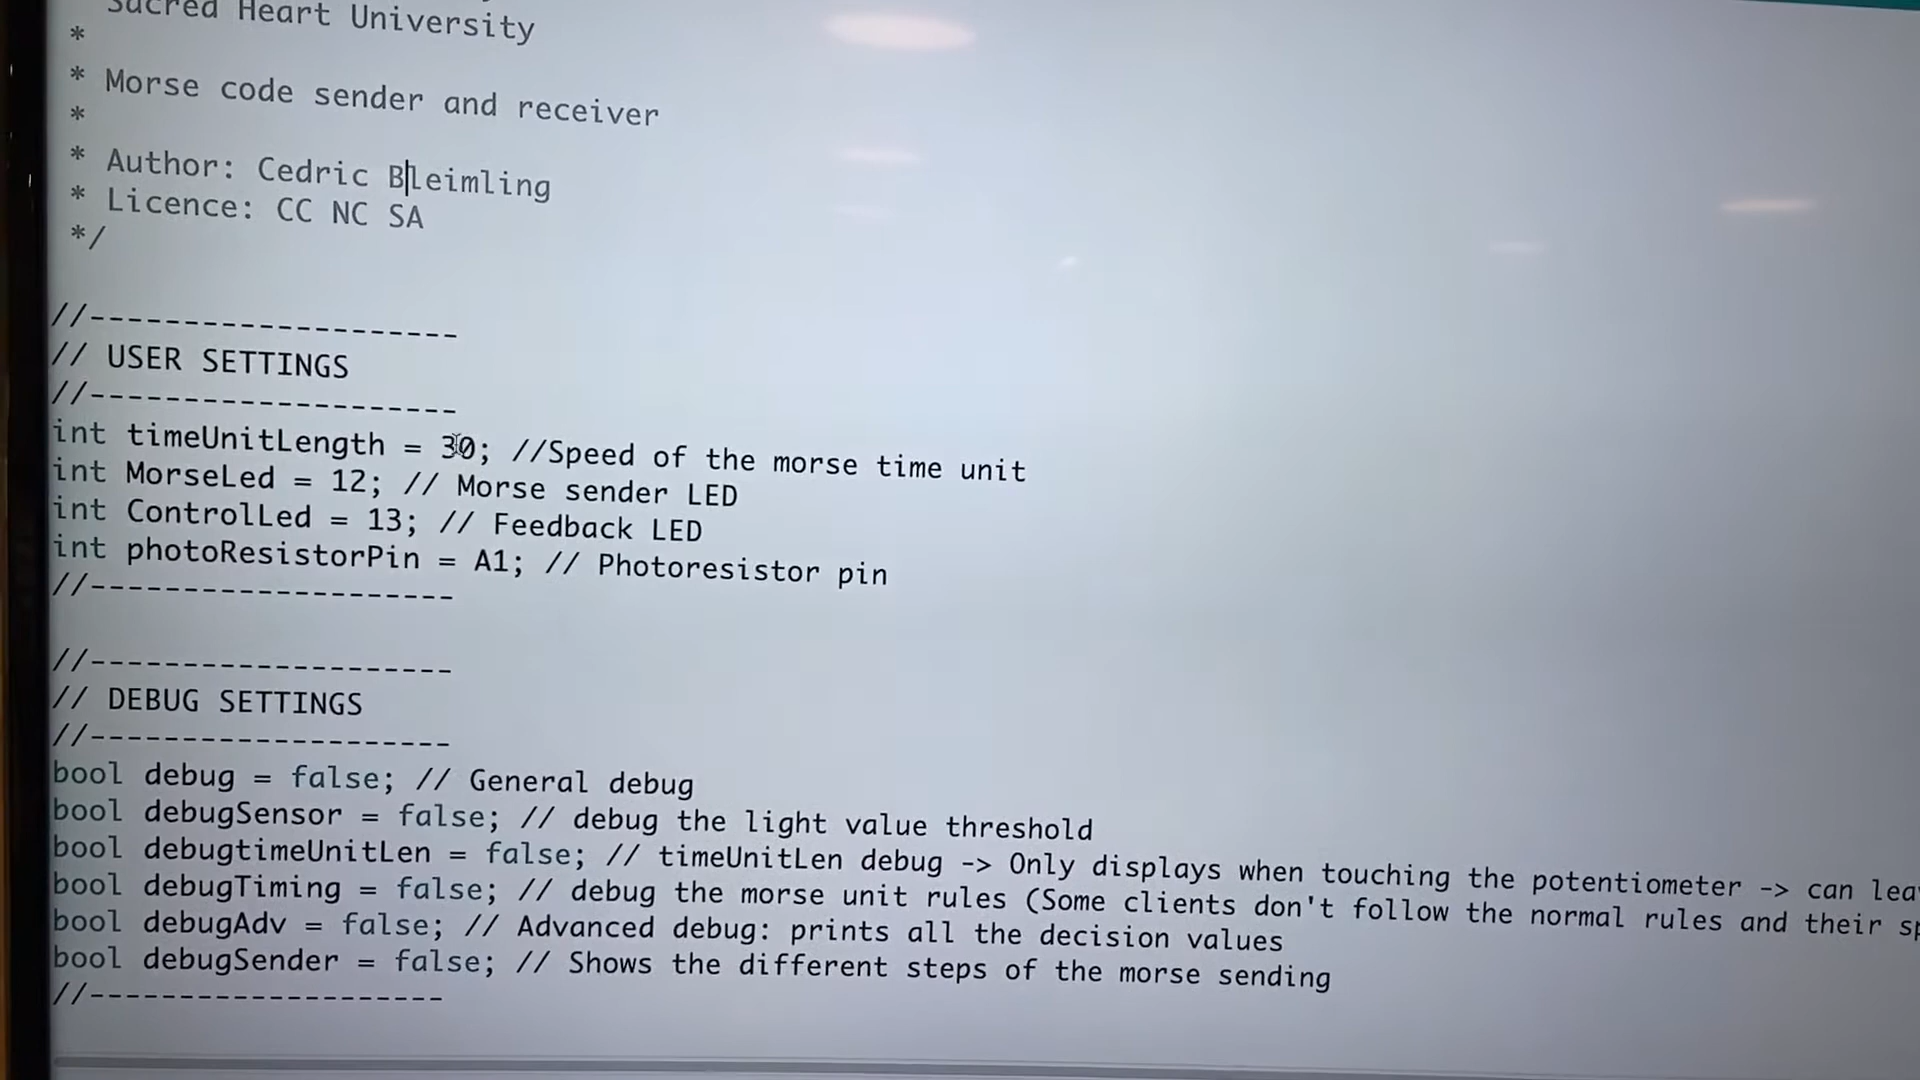 Sacred Heart University
*
* Morse code sender and receiver
*
* Author: Cedric Bleimling
* Licence: CC NC SA
*/
//--------------------
// USER SETTINGS
//--------------------
int timeUnitLength = 30; //Speed of the morse time unit
int MorseLed = 12; // Morse sender LED
int ControlLed = 13; // Feedback LED
int photoResistorPin = A1; // Photoresistor pin
//--------------------
//--------------------
// DEBUG SETTINGS
//--------------------
bool debug = false; // General debug
bool debugSensor = false; // debug the light value threshold
bool debugtimeUnitLen = false; // timeUnitLen debug -> Only displays when touching the potentiometer -> can
bool debugTiming = false; // debug the morse unit rules (Some clients don't follow the normal rules and their
bool debugAdv = false; // Advanced debug: prints all the decision values
bool debugSender = false; // Shows the different steps of the morse sending
//-------------------